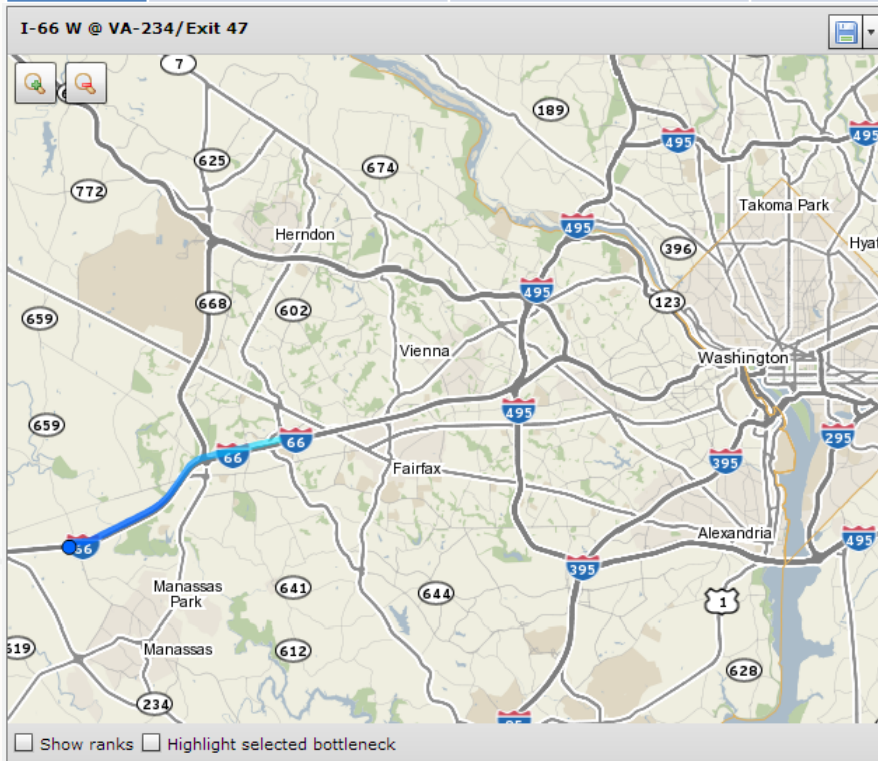 I-66 W @ VA-234/Exit 47
7
189
495
495
625
674
772
Takoma Park
495
Herndon
396
495
123
668
602
659
Vienna
Washington
495
659
66
66
295
Fairfax
395
66
Alexandria
495
395
Manassas
Park
641
644
1
619
Manassas
612
628
234
Show ranks
Highlight selected bottleneck